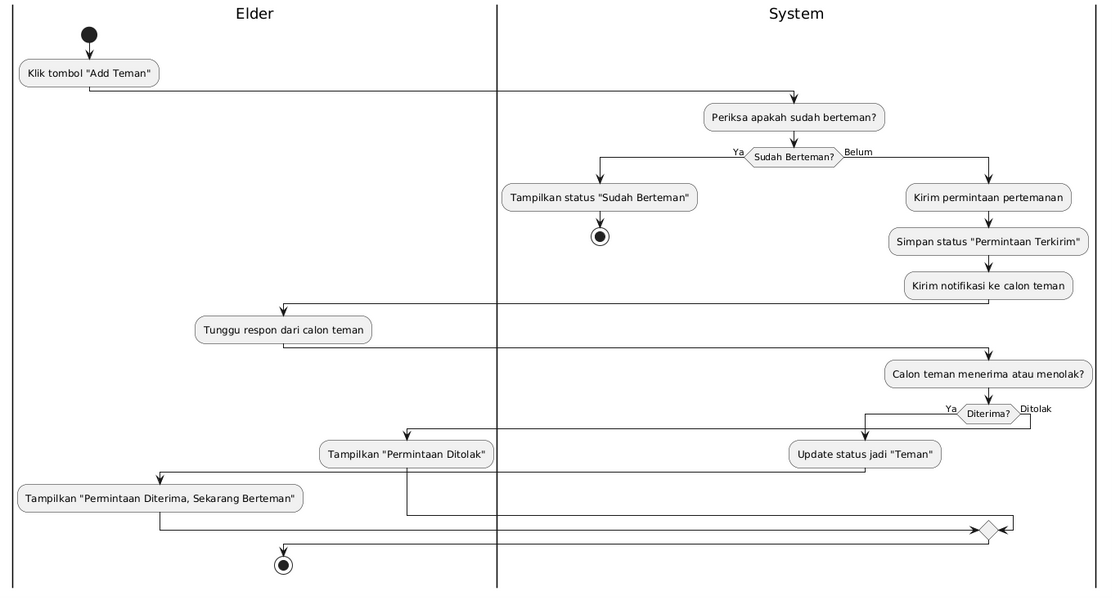 Elder
System
Klik tombol "Add Teman"
Periksa apakah sudah berteman?
Ya
Sudah Berteman?
Belum
Tampilkan status "Sudah Berteman"
Kirim permintaan pertemanan
Simpan status "Permintaan Terkirim"
Kirim notifikasi ke calon teman
Tunggu respon dari calon teman
Calon teman menerima atau menolak?
Ya
Diterima?
Ditolak
Tampilkan "Permintaan Ditolak"
Update status jadi "Teman"
Tampilkan "Permintaan Diterima, Sekarang Berteman"